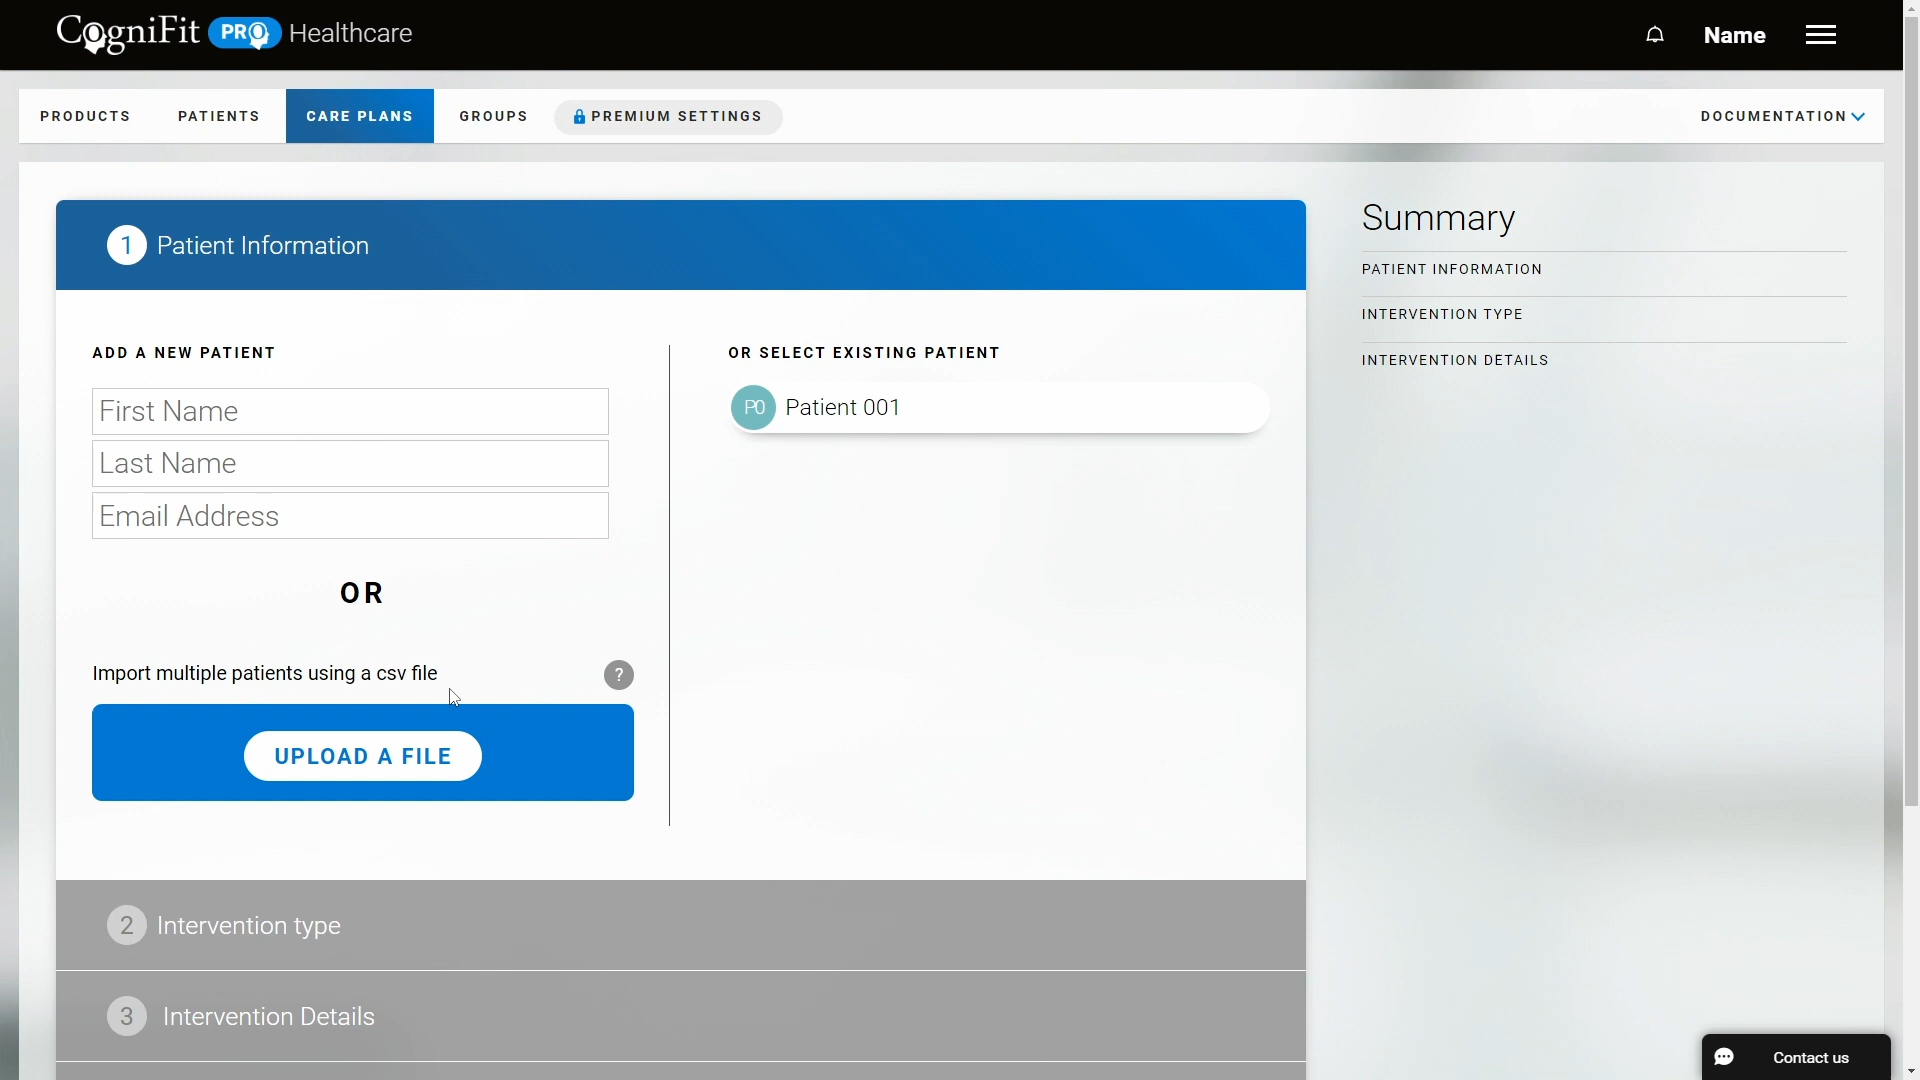 CogniFit PRO Healthcare
Name
PRODUCTS
PATIENTS
CARE PLANS
GROUPS
PREMIUM SETTINGS
DOCUMENTATION
1 Patient Information
ADD A NEW PATIENT
First Name
Last Name
Email Address
OR
Import multiple patients using a csv file
?
UPLOAD A FILE
OR SELECT EXISTING PATIENT
P0 Patient 001
2 Intervention type
3 Intervention Details
Summary
PATIENT INFORMATION
INTERVENTION TYPE
INTERVENTION DETAILS
Contact us